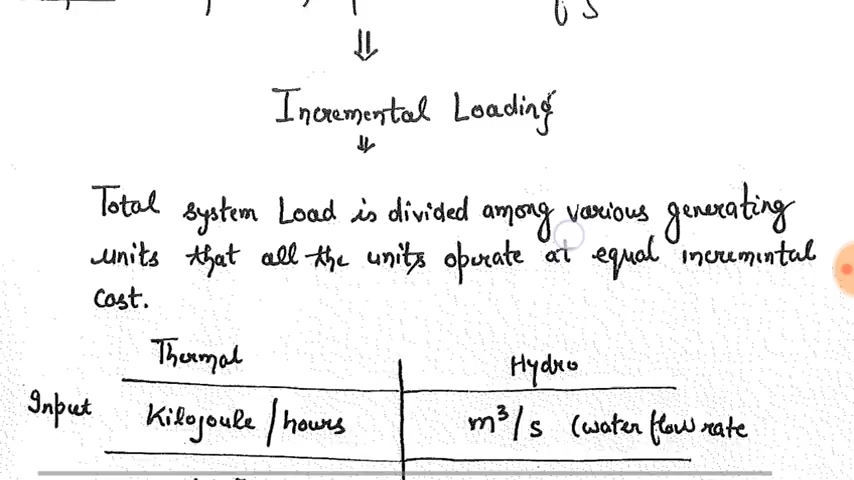 Incremental Loading
Total system Load is divided among various generating
units that all the units operate at equal incremental
cost.
Thermal Hydro
Input Kilojoule/hours m³/s (water flow rate